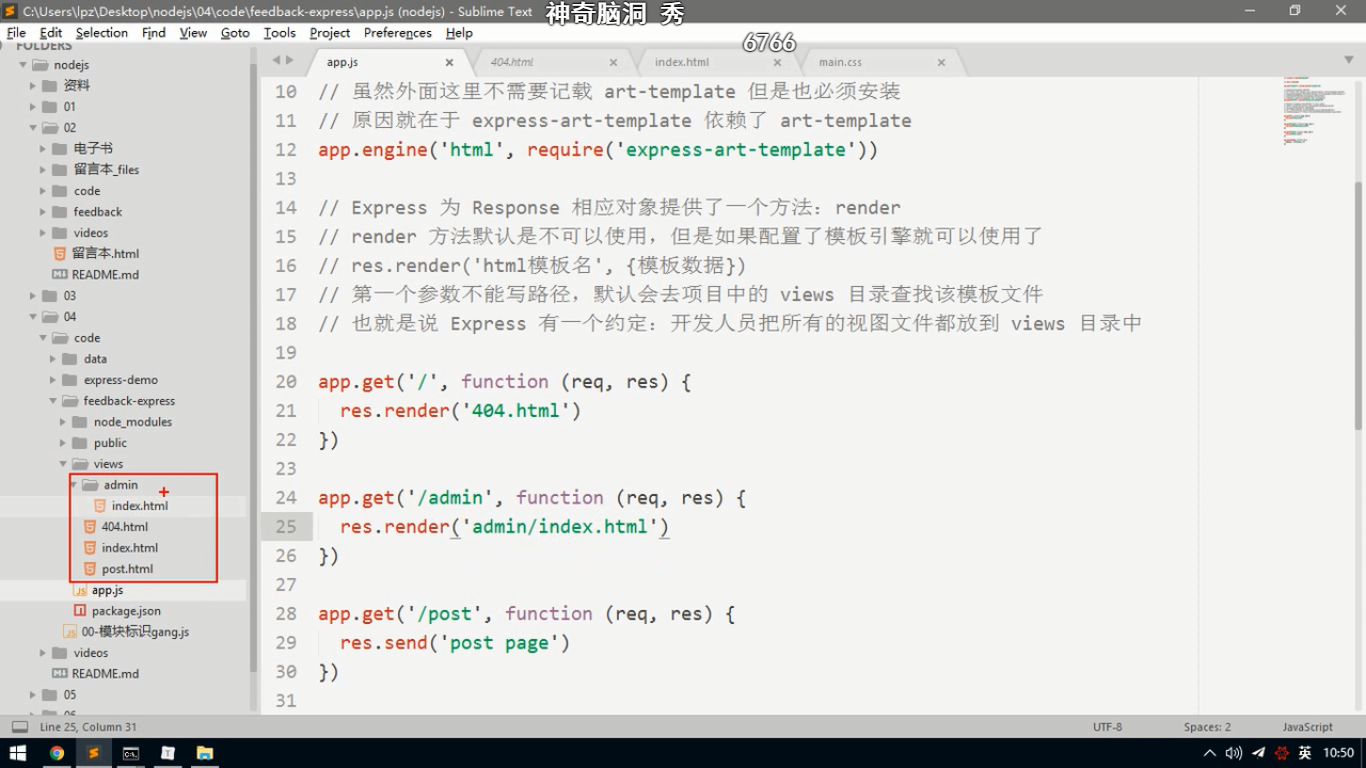 C:\Users\lpz\Desktop\nodejs\04\code\feedback-express\app.js (nodejs) - Sublime Text
神奇脑洞 秀
File Edit Selection Find View Goto Tools Project Preferences Help
6766
FOLDERS
nodejs
资料
01
02
电子书
留言本_files
code
feedback
videos
留言本.html
README.md
03
04
code
data
express-demo
feedback-express
node_modules
public
views
admin
index.html
404.html
index.html
post.html
app.js
package.json
00-模块标识gang.js
videos
README.md
05
06
app.js 404.html index.html main.css
10 // 虽然外面这里不需要记载 art-template 但是也必须安装
11 // 原因就在于 express-art-template 依赖了 art-template
12 app.engine('html', require('express-art-template'))
13
14 // Express 为 Response 相应对象提供了一个方法：render
15 // render 方法默认是不可以使用，但是如果配置了模板引擎就可以使用了
16 // res.render('html模板名', {模板数据})
17 // 第一个参数不能写路径，默认会去项目中的 views 目录查找该模板文件
18 // 也就是说 Express 有一个约定：开发人员把所有的视图文件都放到 views 目录中
19
20 app.get('/', function (req, res) {
21 res.render('404.html')
22 })
23
24 app.get('/admin', function (req, res) {
25 res.render('admin/index.html')
26 })
27
28 app.get('/post', function (req, res) {
29 res.send('post page')
30 })
31
Line 25, Column 31
UTF-8 Spaces: 2 JavaScript
英 10:50